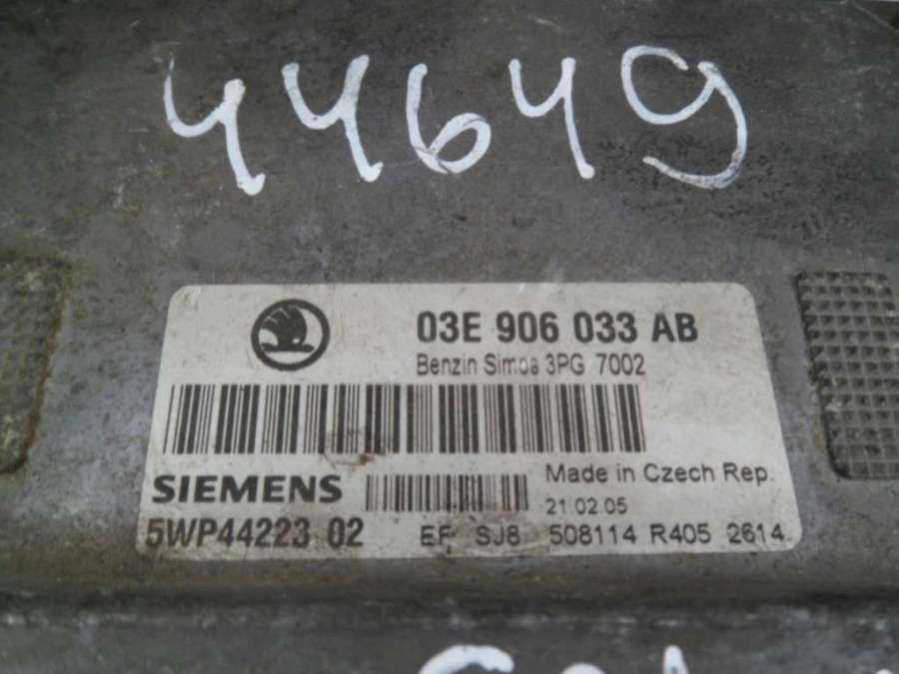 44649
03E 906 033 AB
Benzin Simos 3PG 7002
SIEMENS
Made in Czech Rep.
21.02.05
5WP44223 02
EF SJ8 508114 R405 2614